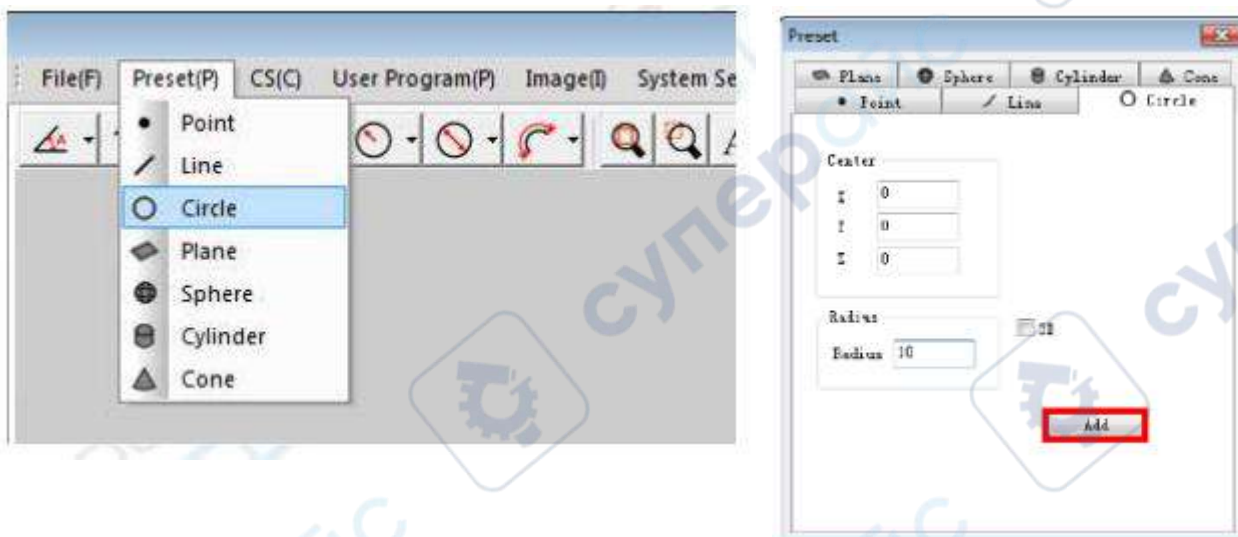 File(F) Preset(P) CS(C) User Program(P) Image(I) System Se
Point
Line
Circle
Plane
Sphere
Cylinder
Cone
Preset
Plane Sphere Cylinder Cone
Point Line Circle
Center
X 0
Y 0
Z 0
Radius
Radius 10
Add
суперайс